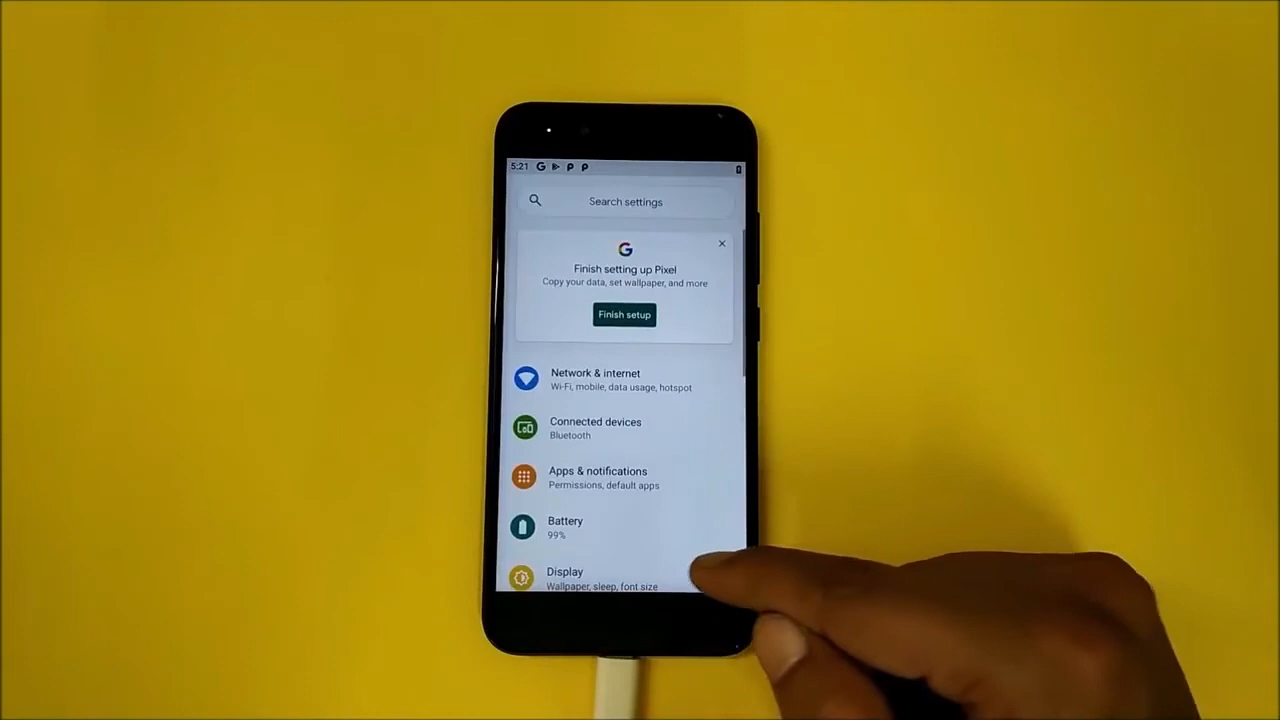 5:21
Search settings
Finish setting up Pixel
Copy your data, set wallpaper, and more
Finish setup
Network & internet
Wi-Fi, mobile, data usage, hotspot
Connected devices
Bluetooth
Apps & notifications
Permissions, default apps
Battery
99%
Display
Wallpaper, sleep, font size